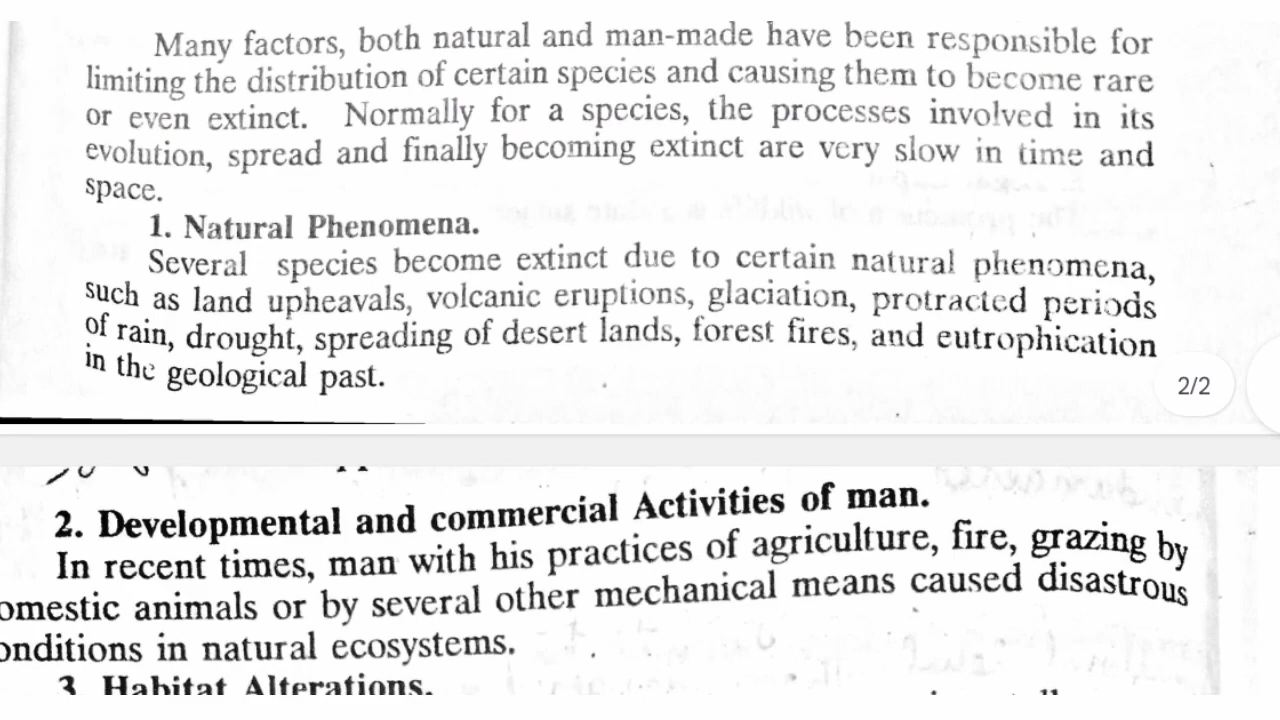 Many factors, both natural and man-made have been responsible for
limiting the distribution of certain species and causing them to become rare
or even extinct. Normally for a species, the processes involved in its
evolution, spread and finally becoming extinct are very slow in time and
space.
1. Natural Phenomena.
Several species become extinct due to certain natural phenomena,
such as land upheavals, volcanic eruptions, glaciation, protracted periods
of rain, drought, spreading of desert lands, forest fires, and eutrophication
in the geological past.
2/2
2. Developmental and commercial Activities of man.
In recent times, man with his practices of agriculture, fire, grazing by
omestic animals or by several other mechanical means caused disastrous
onditions in natural ecosystems.
3. Habitat Alterations.